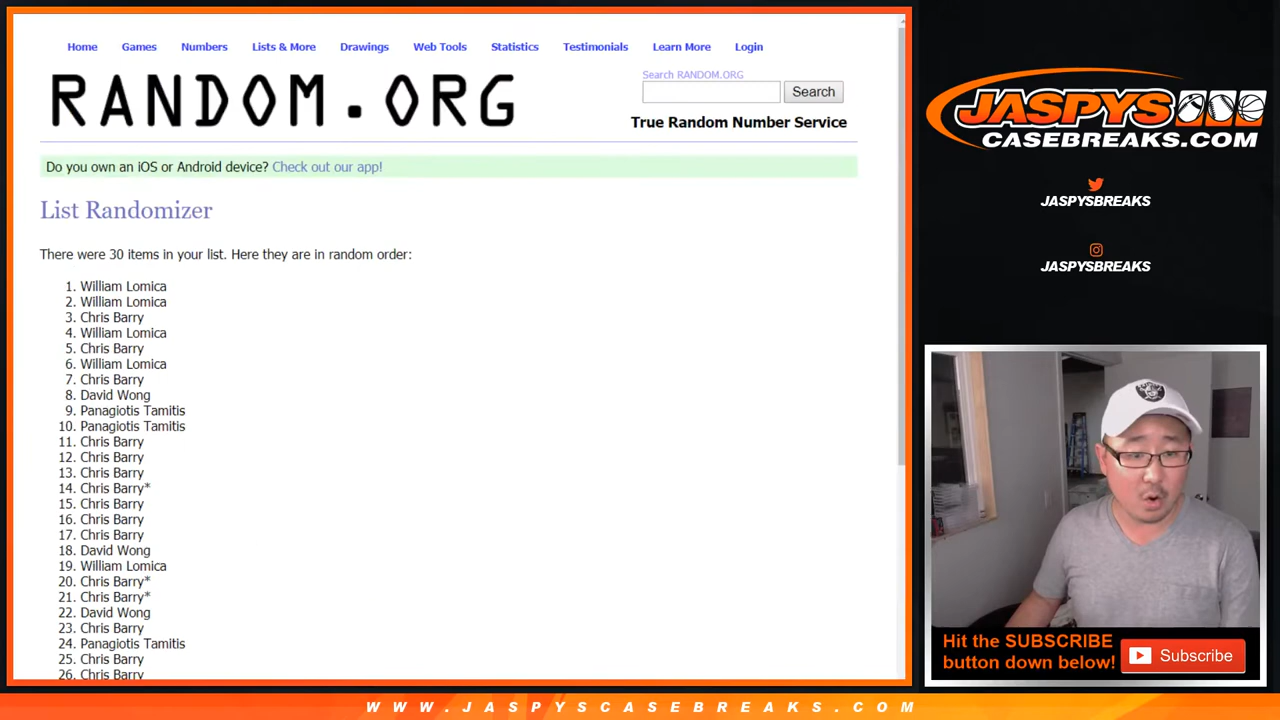 Home Games Numbers Lists & More Drawings Web Tools Statistics Testimonials Learn More Login
RANDOM.ORG
Search RANDOM.ORG
Search
True Random Number Service
Do you own an iOS or Android device? Check out our app!
List Randomizer
There were 30 items in your list. Here they are in random order:
1. William Lomica
2. William Lomica
3. Chris Barry
4. William Lomica
5. Chris Barry
6. William Lomica
7. Chris Barry
8. David Wong
9. Panagiotis Tamitis
10. Panagiotis Tamitis
11. Chris Barry
12. Chris Barry
13. Chris Barry
14. Chris Barry*
15. Chris Barry
16. Chris Barry
17. Chris Barry
18. David Wong
19. William Lomica
20. Chris Barry*
21. Chris Barry*
22. David Wong
23. Chris Barry
24. Panagiotis Tamitis
25. Chris Barry
26. Chris Barry
JASPYS
CASEBREAKS.COM
JASPYSBREAKS
JASPYSBREAKS
Hit the SUBSCRIBE
button down below!
Subscribe
WWW.JASPYSCASEBREAKS.COM